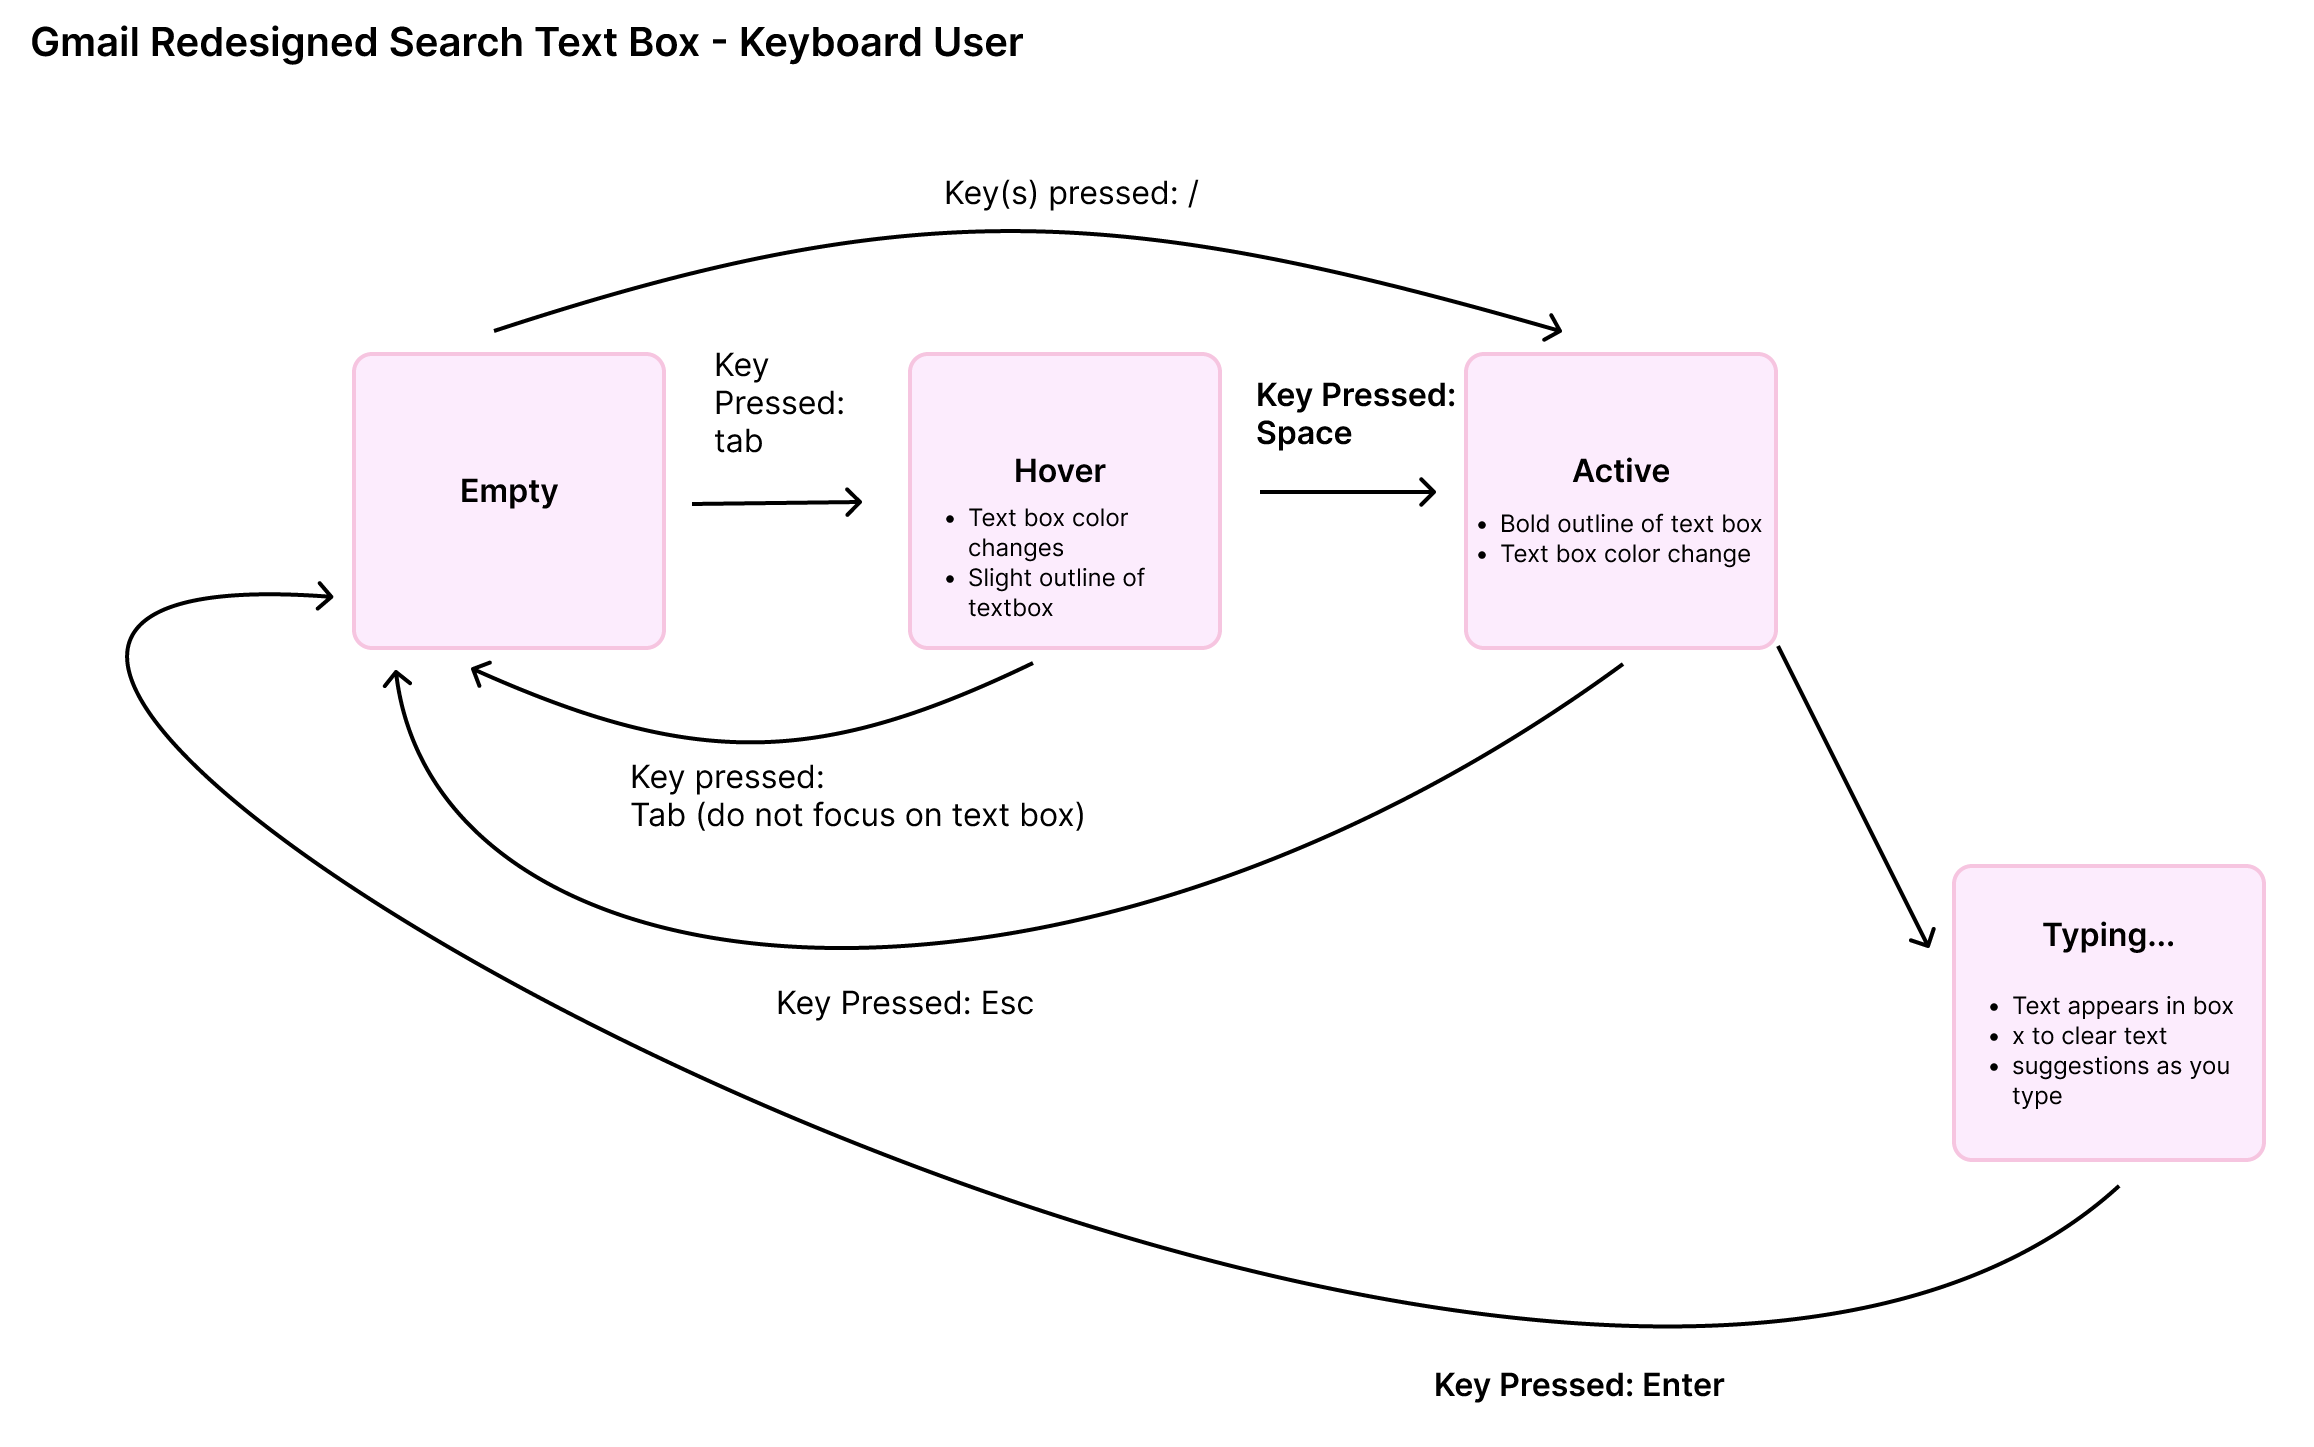 Gmail Redesigned Search Text Box - Keyboard User
Key(s) pressed: /
Key
Pressed:
tab
Key Pressed:
Space
Empty
Hover
• Text box color
changes
• Slight outline of
textbox
Active
• Bold outline of text box
• Text box color change
Key pressed:
Tab (do not focus on text box)
Key Pressed: Esc
Typing...
• Text appears in box
• x to clear text
• suggestions as you
type
Key Pressed: Enter